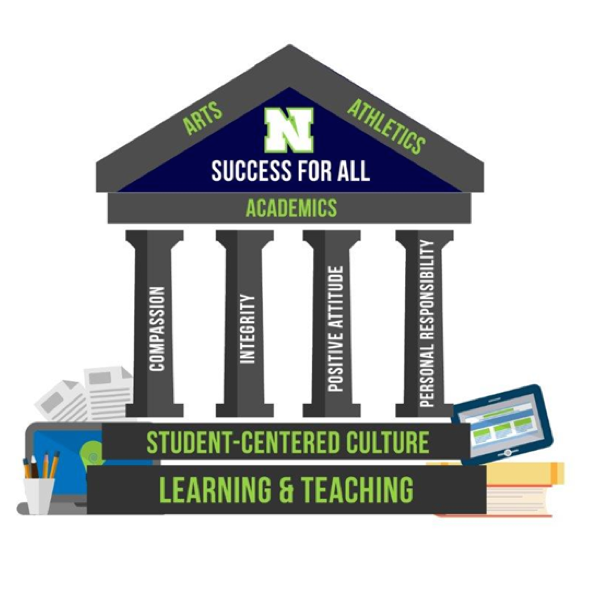 ARTS
ATHLETICS
N
SUCCESS FOR ALL
ACADEMICS
COMPASSION
INTEGRITY
POSITIVE ATTITUDE
PERSONAL RESPONSIBILITY
STUDENT-CENTERED CULTURE
LEARNING & TEACHING